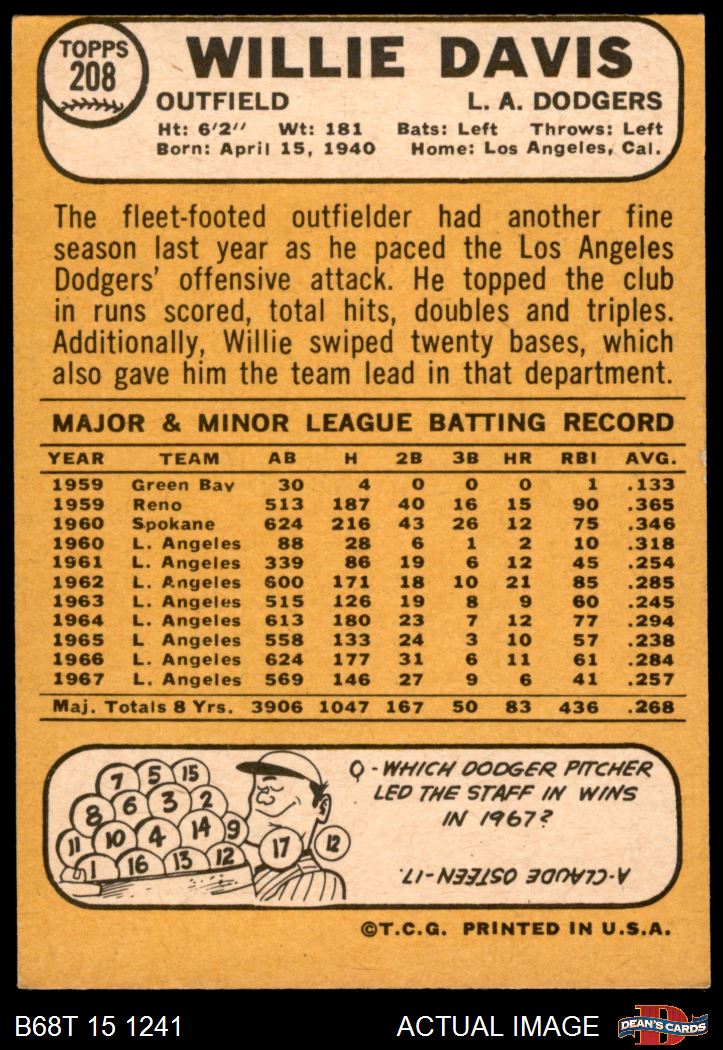 TOPPS
208
WILLIE DAVIS
OUTFIELD L. A. DODGERS
Ht: 6'2" Wt: 181 Bats: Left Throws: Left
Born: April 15, 1940 Home: Los Angeles, Cal.
The fleet-footed outfielder had another fine
season last year as he paced the Los Angeles
Dodgers' offensive attack. He topped the club
in runs scored, total hits, doubles and triples.
Additionally, Willie swiped twenty bases, which
also gave him the team lead in that department.
MAJOR & MINOR LEAGUE BATTING RECORD
YEAR TEAM AB H 2B 3B HR RBI AVG.
1959 Green Bay 30 4 0 0 0 1 .133
1959 Reno 513 187 40 16 15 90 .365
1960 Spokane 624 216 43 26 12 75 .346
1960 L. Angeles 88 28 6 1 2 10 .318
1961 L. Angeles 339 86 19 6 12 45 .254
1962 L. Angeles 600 171 18 10 21 85 .285
1963 L. Angeles 515 126 19 8 9 60 .245
1964 L. Angeles 613 180 23 7 12 77 .294
1965 L. Angeles 558 133 24 3 10 57 .238
1966 L. Angeles 624 177 31 6 11 61 .284
1967 L. Angeles 569 146 27 9 6 41 .257
Maj. Totals 8 Yrs. 3906 1047 167 50 83 436 .268
7 5 15
8 6 3 2
11 10 4 14 9
1 16 13 12
17 12
Q - WHICH DODGER PITCHER
LED THE STAFF IN WINS
IN 1967?
A-CLAUDE OSTEEN-17.
©T.C.G. PRINTED IN U.S.A.
B68T 15 1241 ACTUAL IMAGE
D
DEAN'S CARDS